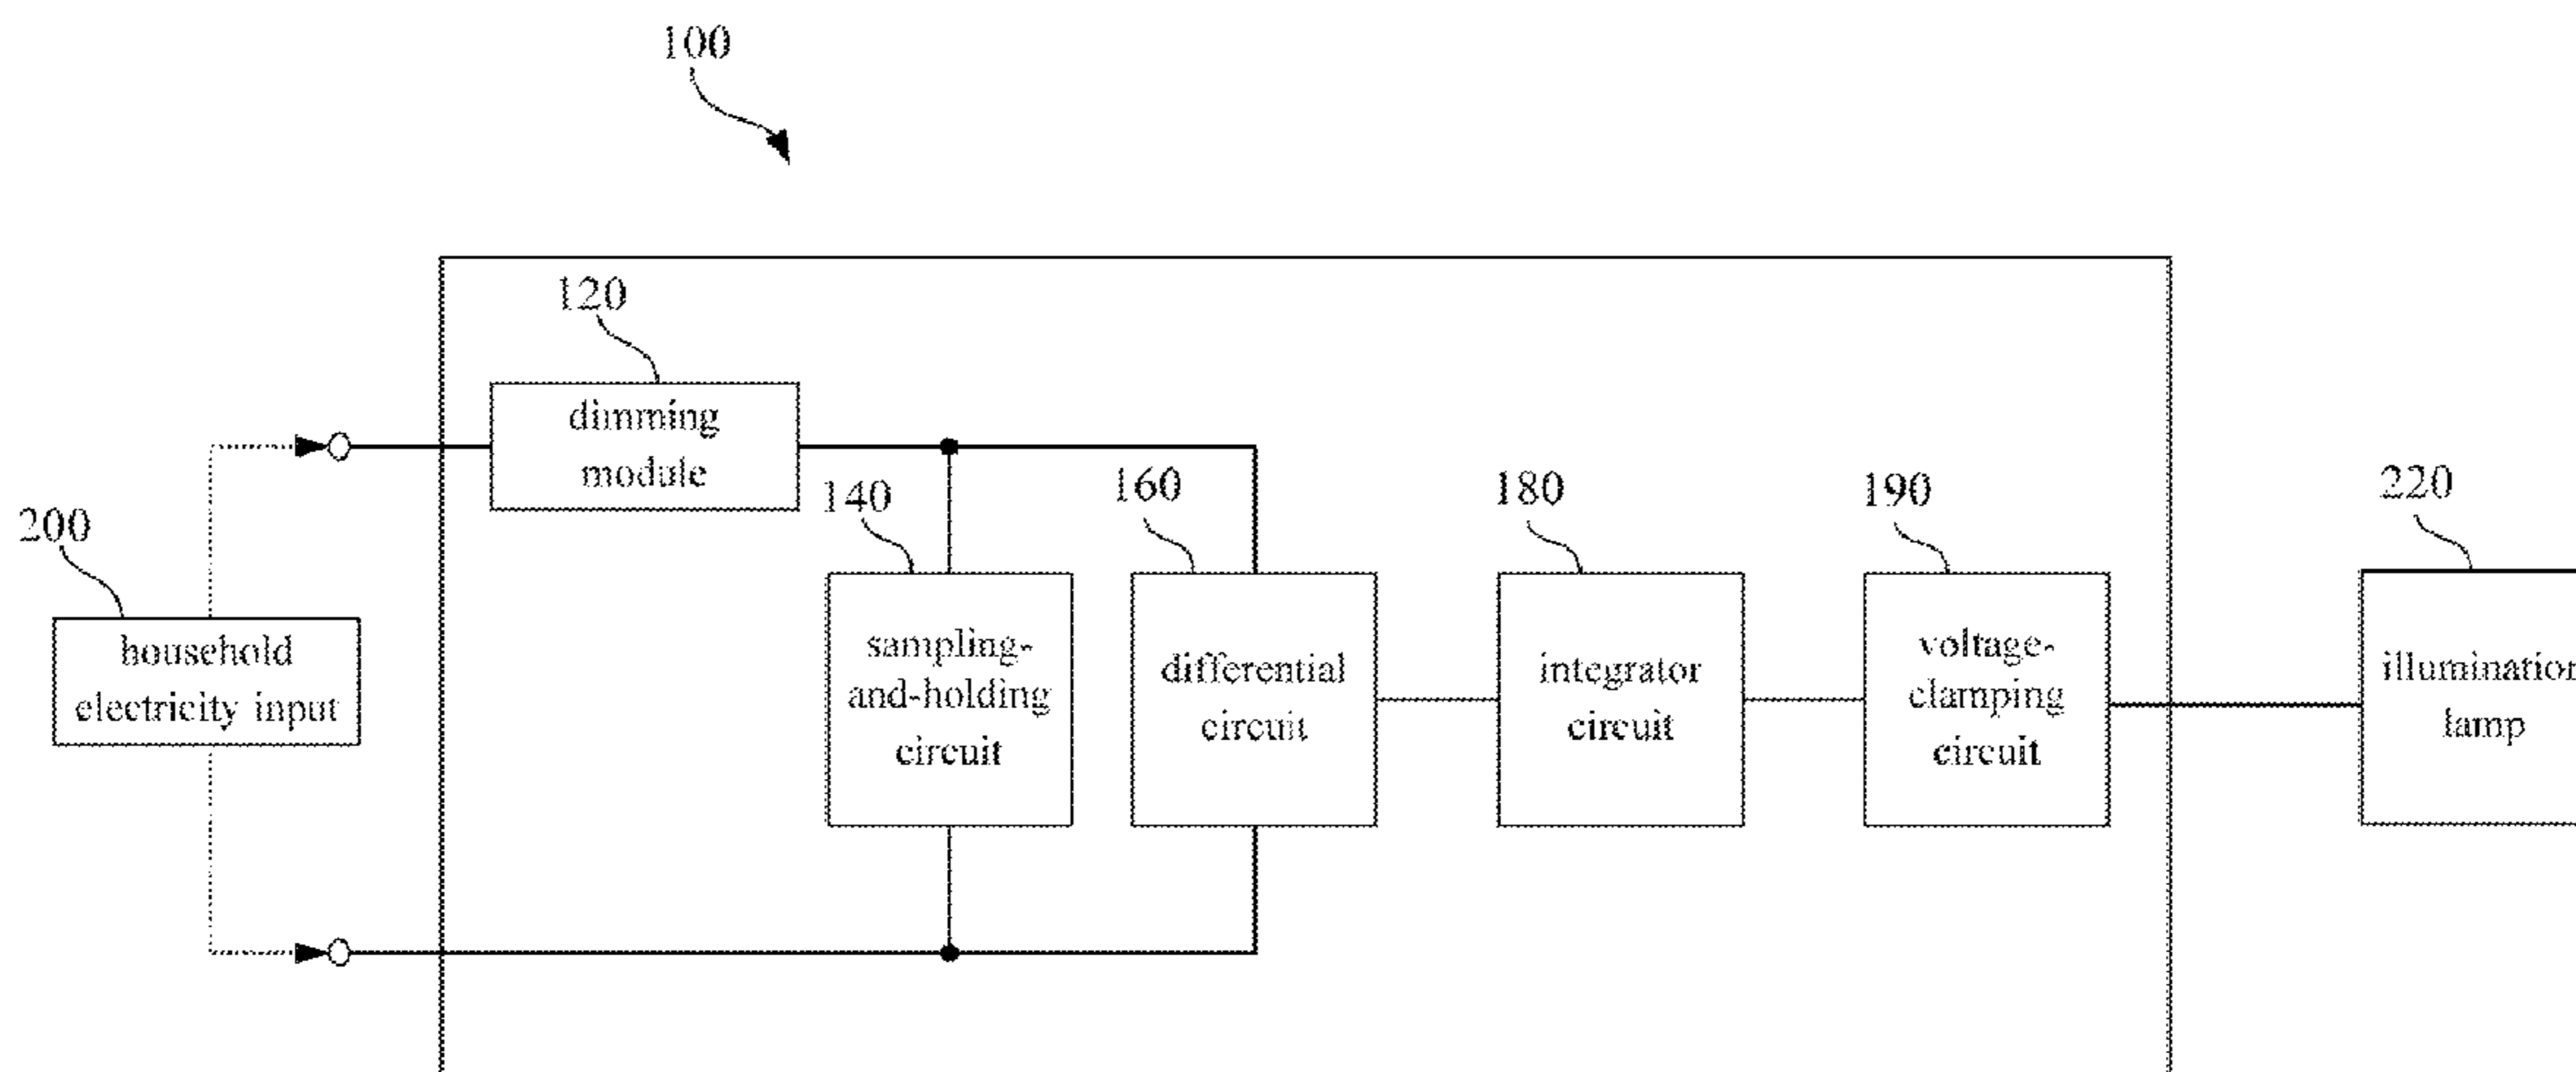 100
120
dimming
module
200
household
electricity input
140
sampling-
and-holding
circuit
160
differential
circuit
180
integrator
circuit
190
voltage-
clamping
circuit
220
illumination
lamp